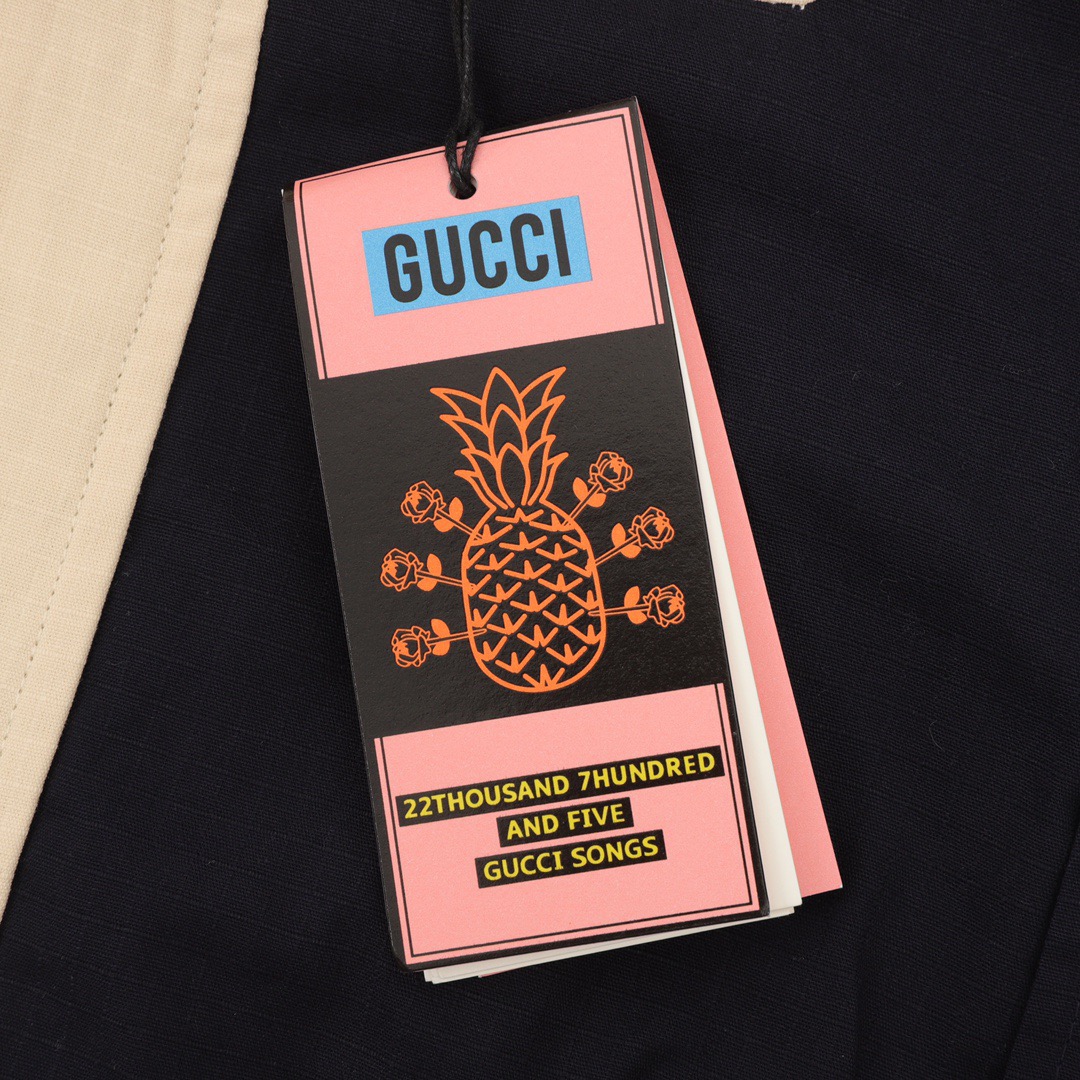 GUCCI
22THOUSAND 7HUNDRED
AND FIVE
GUCCI SONGS